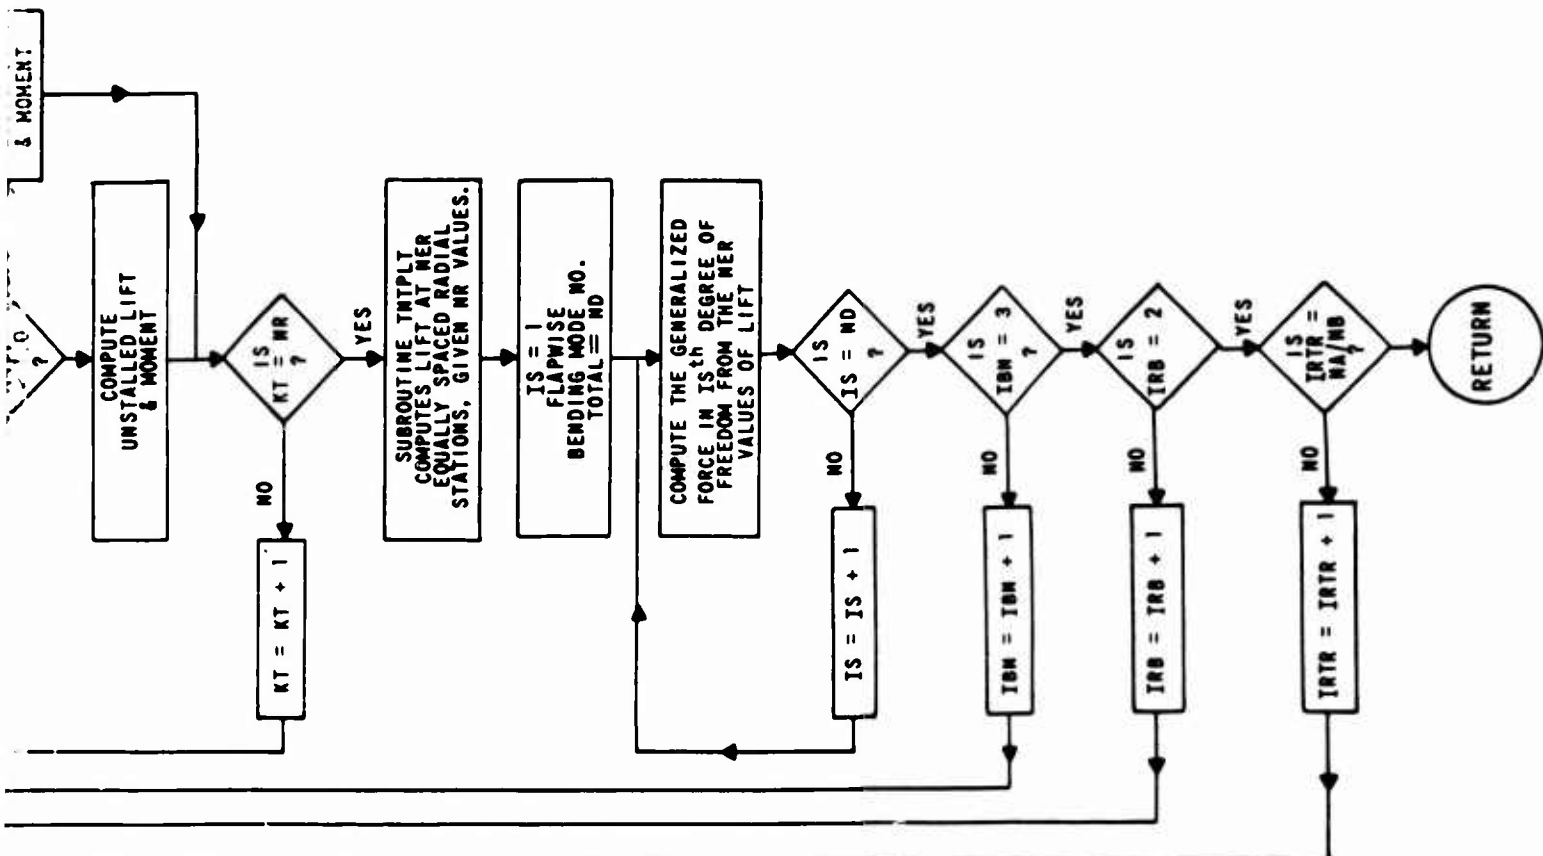 & MOMENT
?
COMPUTE
UNSTALLED LIFT
& MOMENT
IS
KT = NR
?
NO
KT = KT + 1
YES
SUBROUTINE TNTPLT
COMPUTES LIFT AT NER
EQUALLY SPACED RADIAL
STATIONS, GIVEN NR VALUES.
IS = 1
FLAPWISE
BENDING MODE NO.
TOTAL = ND
COMPUTE THE GENERALIZED
FORCE IN IS th DEGREE OF
FREEDOM FROM THE NER
VALUES OF LIFT
IS
IS = ND
?
NO
IS = IS + 1
YES
IS
IBN = 3
?
NO
IBN = IBN + 1
YES
IS
IRB = 2
?
NO
IRB = IRB + 1
YES
IS
IRTR =
NA/NB
?
NO
IRTR = IRTR + 1
RETURN